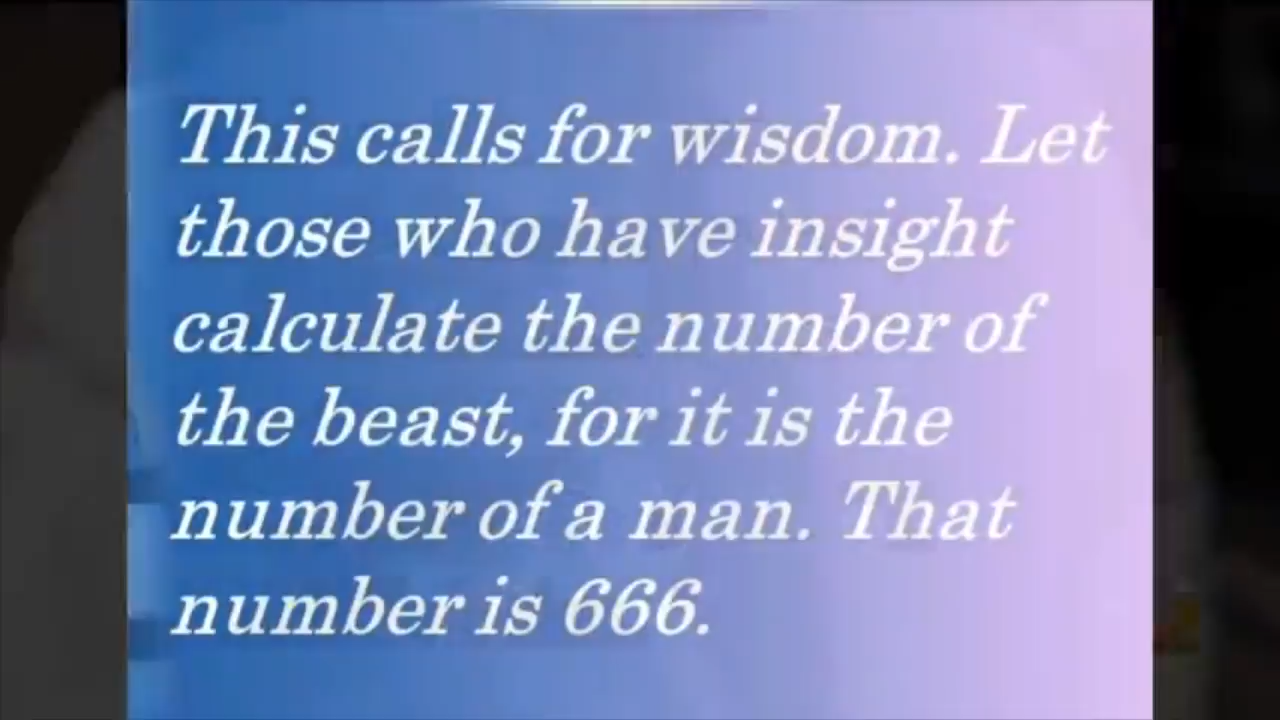 This calls for wisdom. Let
those who have insight
calculate the number of
the beast, for it is the
number of a man. That
number is 666.